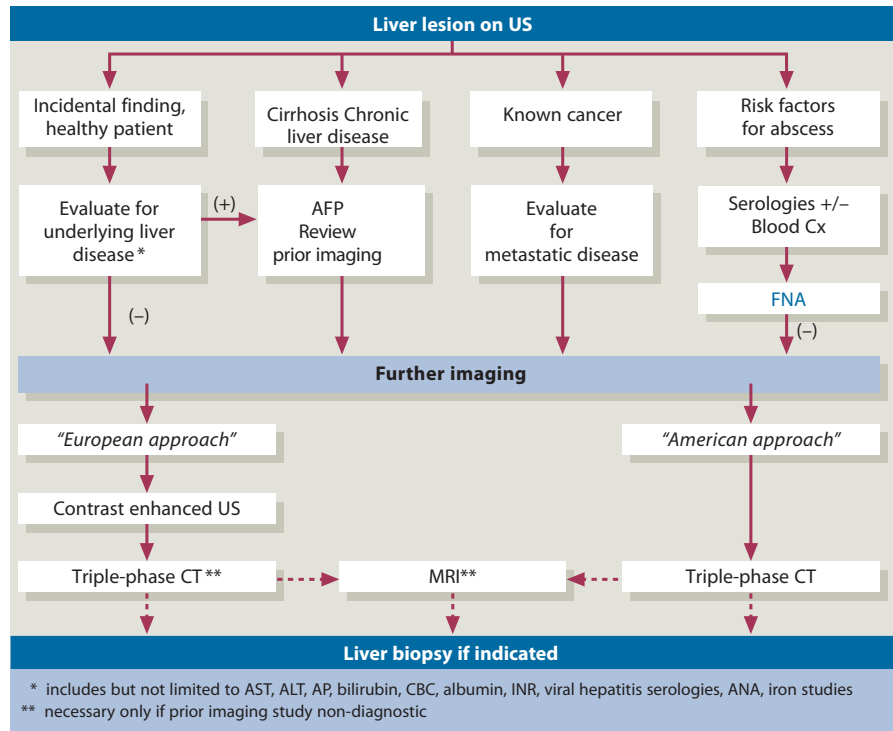 Liver lesion on US
Incidental finding,
healthy patient
Cirrhosis Chronic
liver disease
Known cancer
Risk factors
for abscess
Evaluate for
underlying liver
disease*
(+)
AFP
Review
prior imaging
Evaluate
for
metastatic disease
Serologies +/–
Blood Cx
FNA
(–)
(–)
Further imaging
"European approach"
"American approach"
Contrast enhanced US
Triple-phase CT**
MRI**
Triple-phase CT
Liver biopsy if indicated
* includes but not limited to AST, ALT, AP, bilirubin, CBC, albumin, INR, viral hepatitis serologies, ANA, iron studies
** necessary only if prior imaging study non-diagnostic